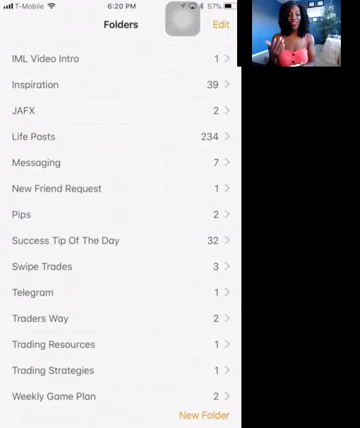 T-Mobile 6:20 PM 57%
Folders Edit
IML Video Intro 1
Inspiration 39
JAFX 2
Life Posts 234
Messaging 7
New Friend Request 1
Pips 2
Success Tip Of The Day 32
Swipe Trades 3
Telegram 1
Traders Way 2
Trading Resources 1
Trading Strategies 1
Weekly Game Plan 2
New Folder